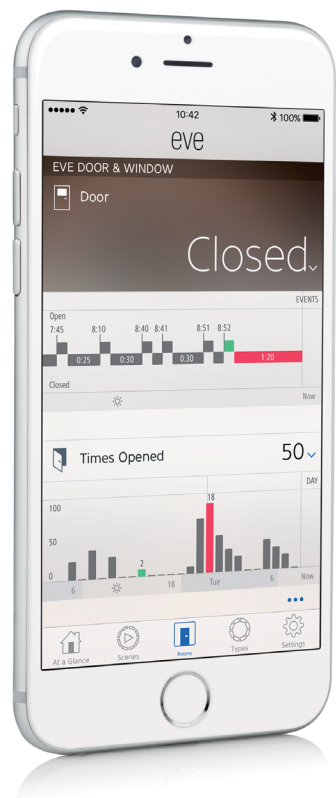 10:42
100%
eve
EVE DOOR & WINDOW
Door
Closed
EVENTS
Open
7:45 8:10 8:40 8:41 8:51 8:52
0:25 0:30 0:30 1:20
Closed
Now
Times Opened
50
DAY
100
18
50
2
0
6 18 Tue 6 Now
At a Glance
Scenes
Rooms
Types
Settings